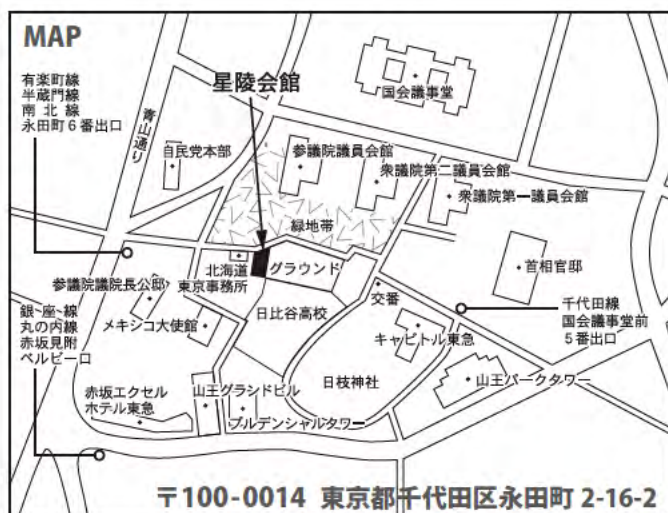 MAP
有楽町線
半蔵門線
南北線
永田町6番出口
青山通り
星陵会館
国会議事堂
自民党本部
参議院議員会館
衆議院第二議員会館
衆議院第一議員会館
緑地帯
首相官邸
北海道
東京事務所
グラウンド
参議院議長公邸
交番
千代田線
国会議事堂前
5番出口
銀座線
丸の内線
赤坂見附
ベルビー口
メキシコ大使館
日比谷高校
キャピトル東急
日枝神社
赤坂エクセル
ホテル東急
山王グランドビル
プルデンシャルタワー
山王パークタワー
〒100-0014 東京都千代田区永田町 2-16-2